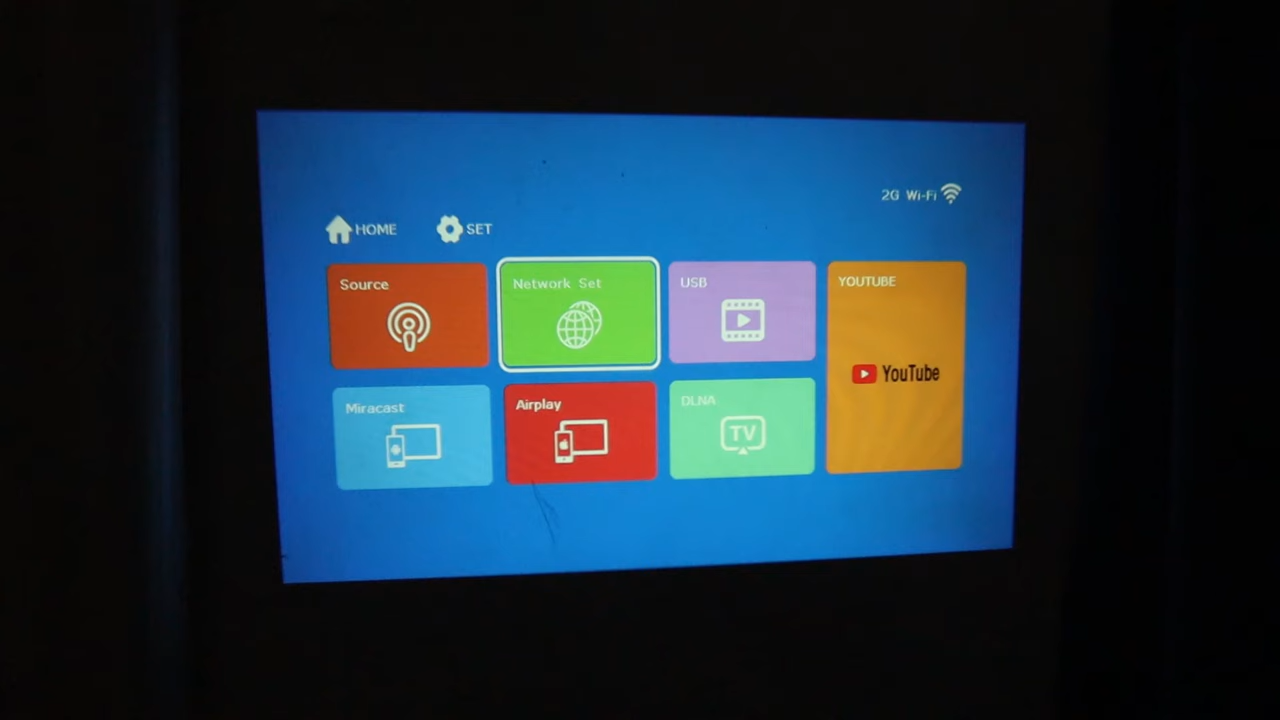 2G Wi-Fi
HOME
SET
Source
Network Set
USB
YOUTUBE
YouTube
Miracast
Airplay
DLNA
TV